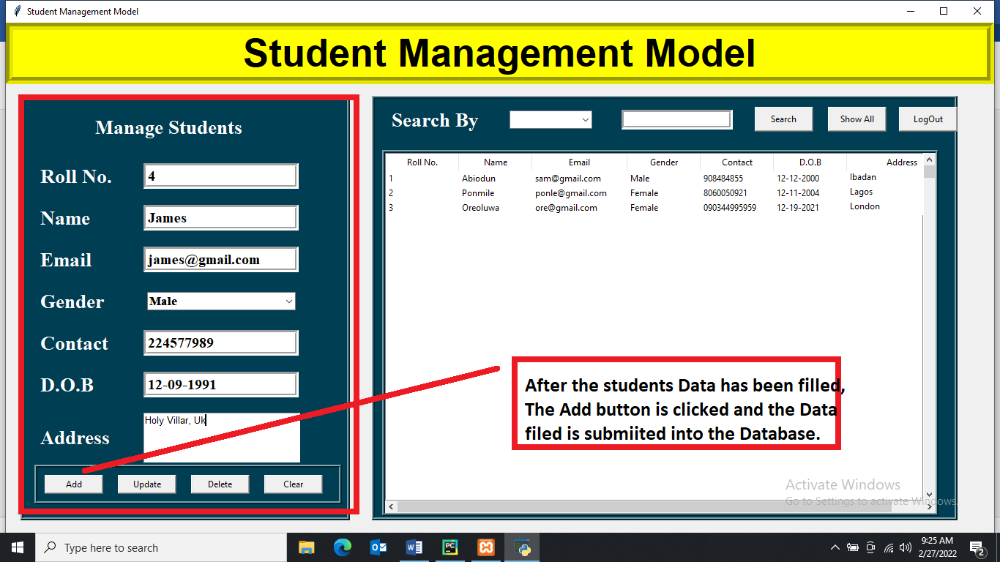 Student Management Model
Student Management Model
Manage Students
Roll No. 4
Name James
Email james@gmail.com
Gender Male
Contact 224577989
D.O.B 12-09-1991
Address Holy Villar, Uk
Add Update Delete Clear
Search By Search Show All LogOut
Roll No. Name Email Gender Contact D.O.B Address
1 Abiodun sam@gmail.com Male 908484855 12-12-2000 Ibadan
2 Ponmile ponle@gmail.com Female 8060050921 12-11-2004 Lagos
3 Oreoluwa ore@gmail.com Female 090344995959 12-19-2021 London
After the students Data has been filled,
The Add button is clicked and the Data
filed is submiited into the Database.
Activate Windows
Go to Settings to activate Windows.
Type here to search
9:25 AM
2/27/2022
2